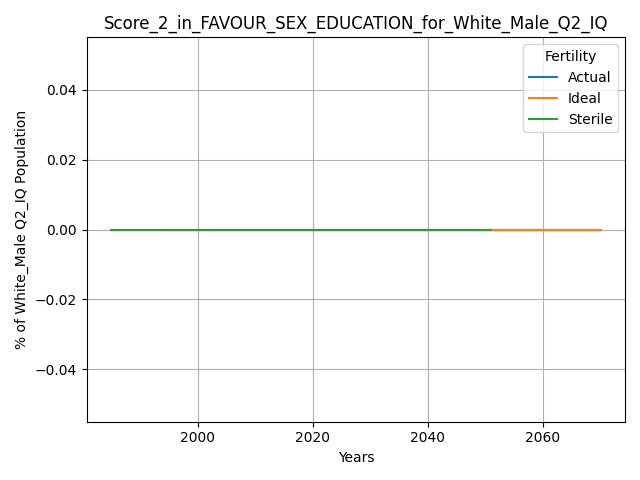 Score_2_in_FAVOUR_SEX_EDUCATION_for_White_Male_Q2_IQ
Fertility
Actual
Ideal
Sterile
% of White_Male Q2_IQ Population
0.04
0.02
0.00
−0.02
−0.04
2000 2020 2040 2060
Years